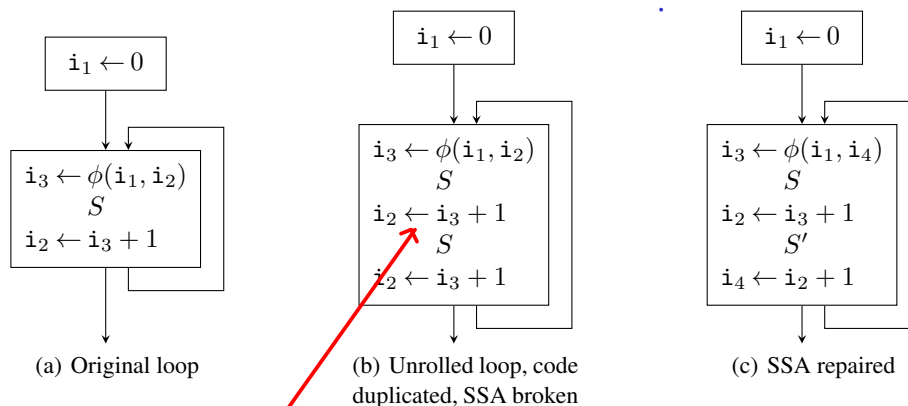 i₁ ← 0
i₃ ← ϕ(i₁, i₂)
S
i₂ ← i₃ + 1
(a) Original loop
i₁ ← 0
i₃ ← ϕ(i₁, i₂)
S
i₂ ← i₃ + 1
S
i₂ ← i₃ + 1
(b) Unrolled loop, code
duplicated, SSA broken
i₁ ← 0
i₃ ← ϕ(i₁, i₄)
S
i₂ ← i₃ + 1
S′
i₄ ← i₂ + 1
(c) SSA repaired